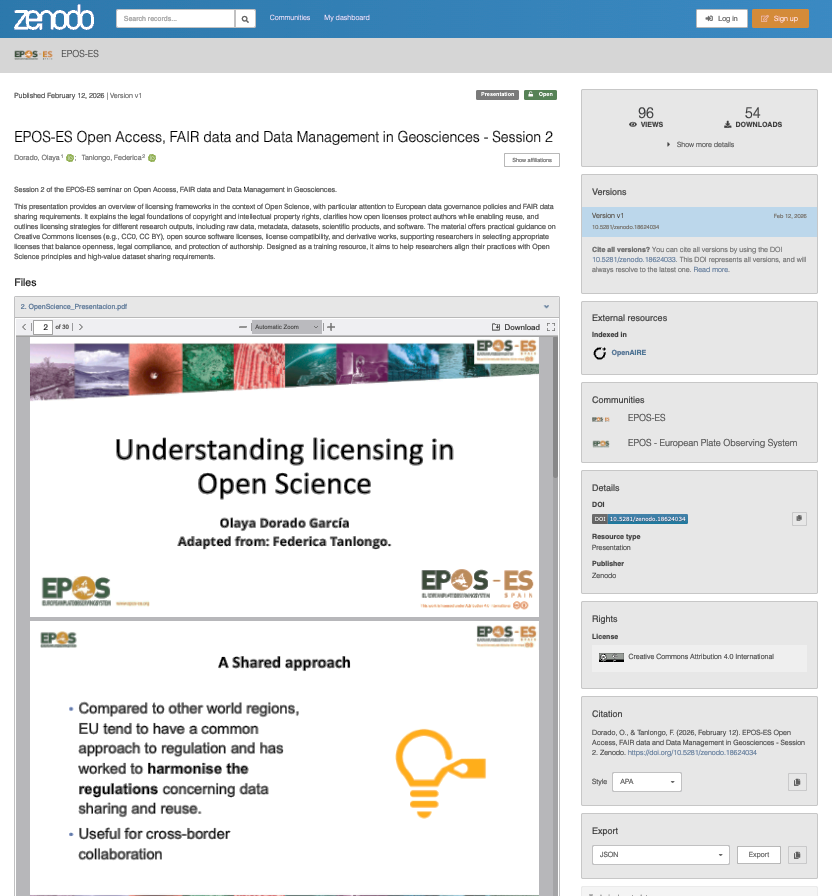 zenodo
Search records...
Communities
My dashboard
Log in
Sign up
EPOS-ES
EPOS-ES
Published February 12, 2026 | Version v1
Presentation
Open
EPOS-ES Open Access, FAIR data and Data Management in Geosciences - Session 2
Dorado, Olaya1; Tanlongo, Federica2
Show affiliations
Session 2 of the EPOS-ES seminar on Open Access, FAIR data and Data Management in Geosciences.
This presentation provides an overview of licensing frameworks in the context of Open Science, with particular attention to European data governance policies and FAIR data
sharing requirements. It explains the legal foundations of copyright and intellectual property rights, clarifies how open licenses protect authors while enabling reuse, and
outlines licensing strategies for different research outputs, including raw data, metadata, datasets, scientific products, and software. The material offers practical guidance on
Creative Commons licenses (e.g., CC0, CC BY), open source software licenses, license compatibility, and derivative works, supporting researchers in selecting appropriate
licenses that balance openness, legal compliance, and protection of authorship. Designed as a training resource, it aims to help researchers align their practices with Open
Science principles and high-value dataset sharing requirements.
Files
2. OpenScience_Presentacion.pdf
2 of 30
Automatic Zoom
Download
EPOS-ES
Understanding licensing in
Open Science
Olaya Dorado García
Adapted from: Federica Tanlongo.
EPOS
EUROPEAN PLATE OBSERVING SYSTEM
EPOS-ES
EUROPEAN PLATE OBSERVING SYSTEM
SPAIN
EPOS
EPOS-ES
A Shared approach
• Compared to other world regions,
EU tend to have a common
approach to regulation and has
worked to harmonise the
regulations concerning data
sharing and reuse.
• Useful for cross-border
collaboration
96
VIEWS
54
DOWNLOADS
Show more details
Versions
Version v1
Feb 12, 2026
10.5281/zenodo.18624034
Cite all versions? You can cite all versions by using the DOI
10.5281/zenodo.18624033. This DOI represents all versions, and will
always resolve to the latest one. Read more.
External resources
Indexed in
OpenAIRE
Communities
EPOS-ES
EPOS
EPOS - European Plate Observing System
Details
DOI
DOI 10.5281/zenodo.18624034
Resource type
Presentation
Publisher
Zenodo
Rights
License
Creative Commons Attribution 4.0 International
Citation
Dorado, O., & Tanlongo, F. (2026, February 12). EPOS-ES Open
Access, FAIR data and Data Management in Geosciences - Session
2. Zenodo. https://doi.org/10.5281/zenodo.18624034
Style
APA
Export
JSON
Export